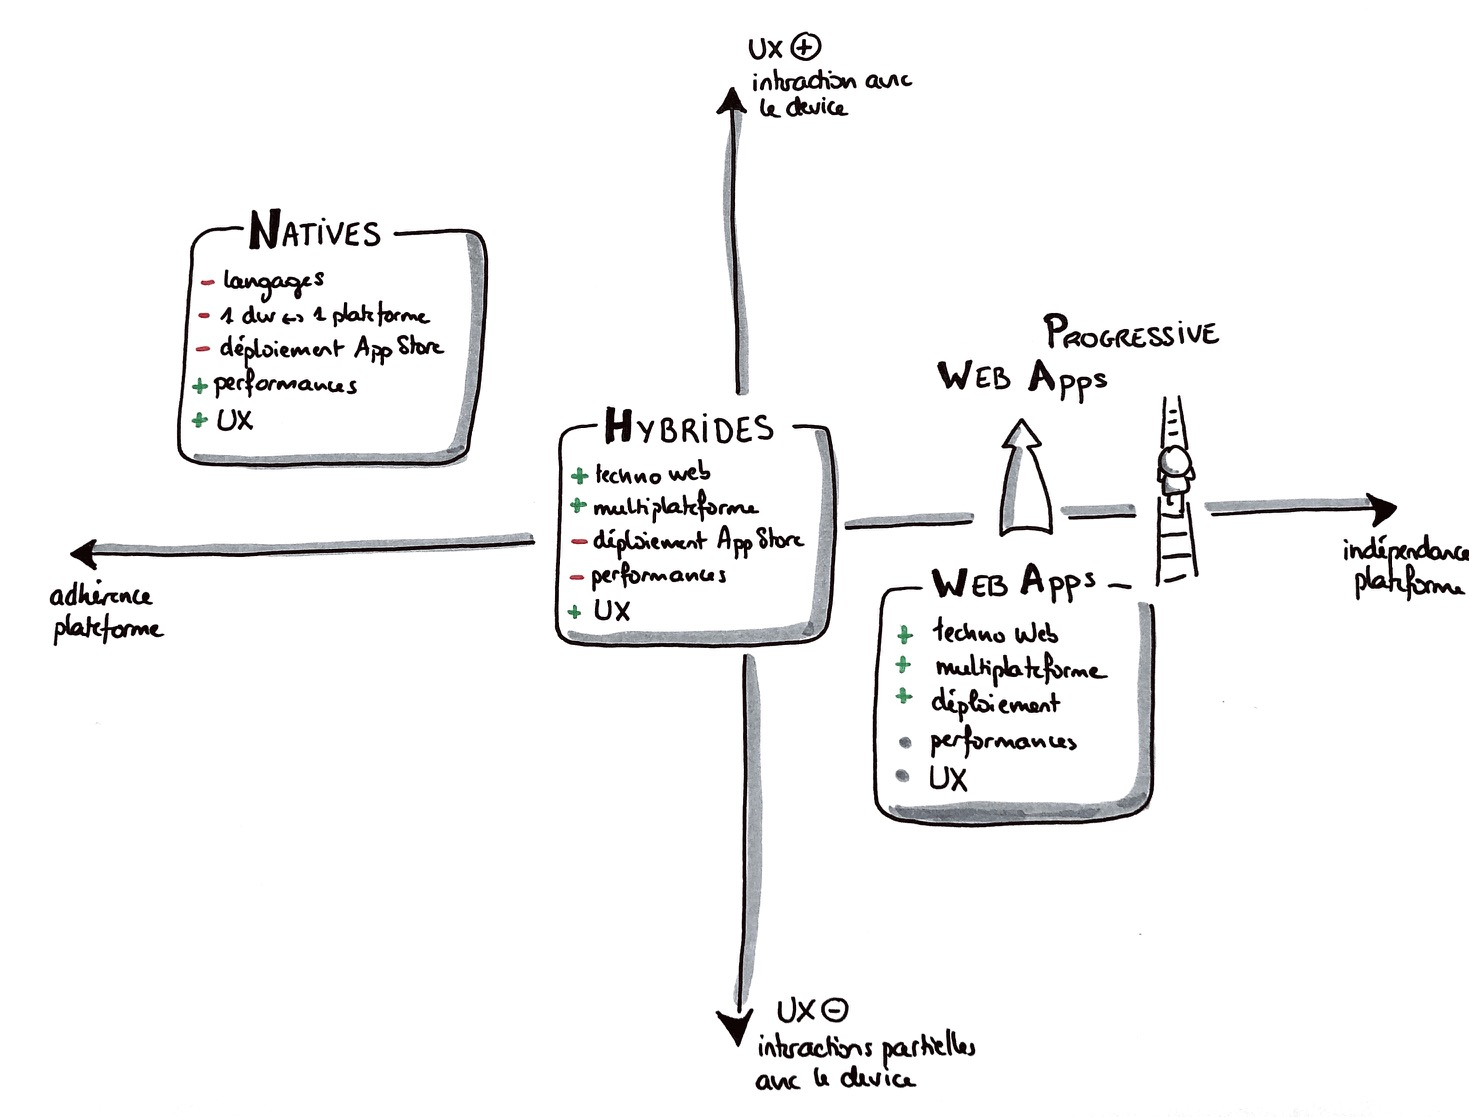 UX +
intéraction avec
le device
NATIVES
- langages
- 1 dev <-> 1 plateforme
- déploiement App Store
+ performances
+ UX
PROGRESSIVE
WEB APPS
HYBRIDES
+ techno web
+ multiplateforme
- déploiement App Store
- performances
+ UX
adhérence
plateforme
indépendance
plateforme
WEB APPS
+ techno Web
+ multiplateforme
+ déploiement
• performances
• UX
UX -
intéractions partielles
avec le device